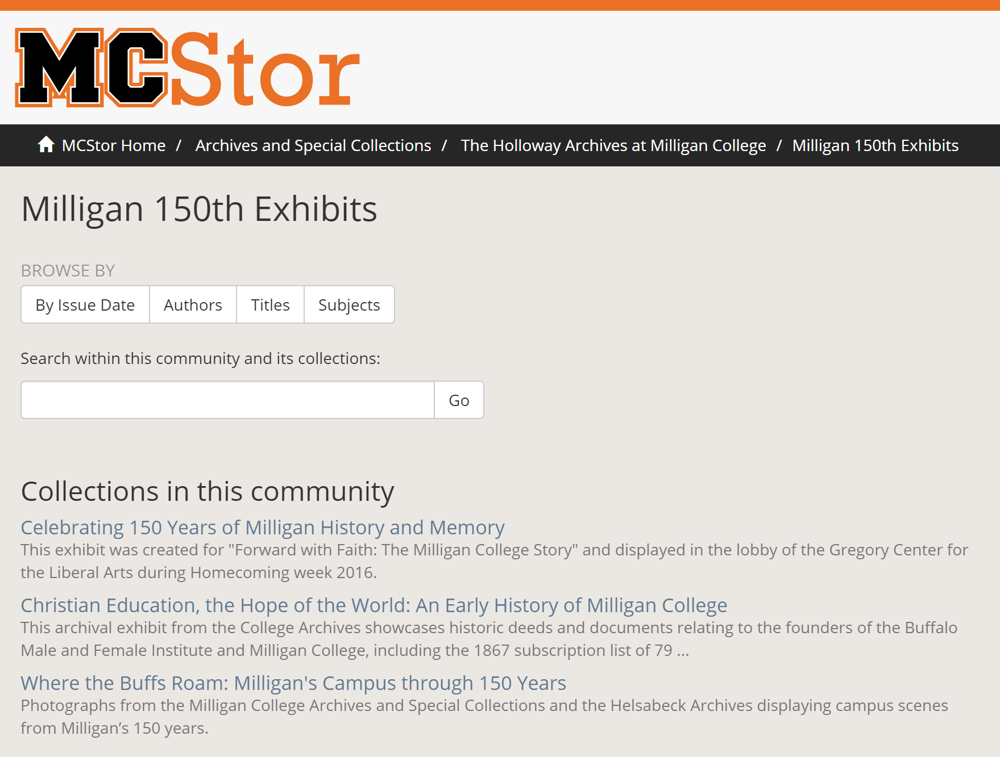 MCStor
MCStor Home / Archives and Special Collections / The Holloway Archives at Milligan College / Milligan 150th Exhibits
Milligan 150th Exhibits
BROWSE BY
By Issue Date Authors Titles Subjects
Search within this community and its collections:
Go
Collections in this community
Celebrating 150 Years of Milligan History and Memory
This exhibit was created for "Forward with Faith: The Milligan College Story" and displayed in the lobby of the Gregory Center for
the Liberal Arts during Homecoming week 2016.
Christian Education, the Hope of the World: An Early History of Milligan College
This archival exhibit from the College Archives showcases historic deeds and documents relating to the founders of the Buffalo
Male and Female Institute and Milligan College, including the 1867 subscription list of 79 ...
Where the Buffs Roam: Milligan's Campus through 150 Years
Photographs from the Milligan College Archives and Special Collections and the Helsabeck Archives displaying campus scenes
from Milligan’s 150 years.